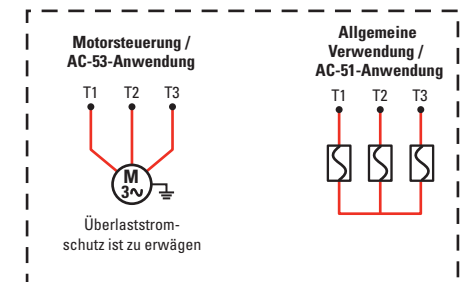 Motorsteuerung /
AC-53-Anwendung
T1 T2 T3
M
3~
Überlaststrom-
schutz ist zu erwägen
Allgemeine
Verwendung /
AC-51-Anwendung
T1 T2 T3